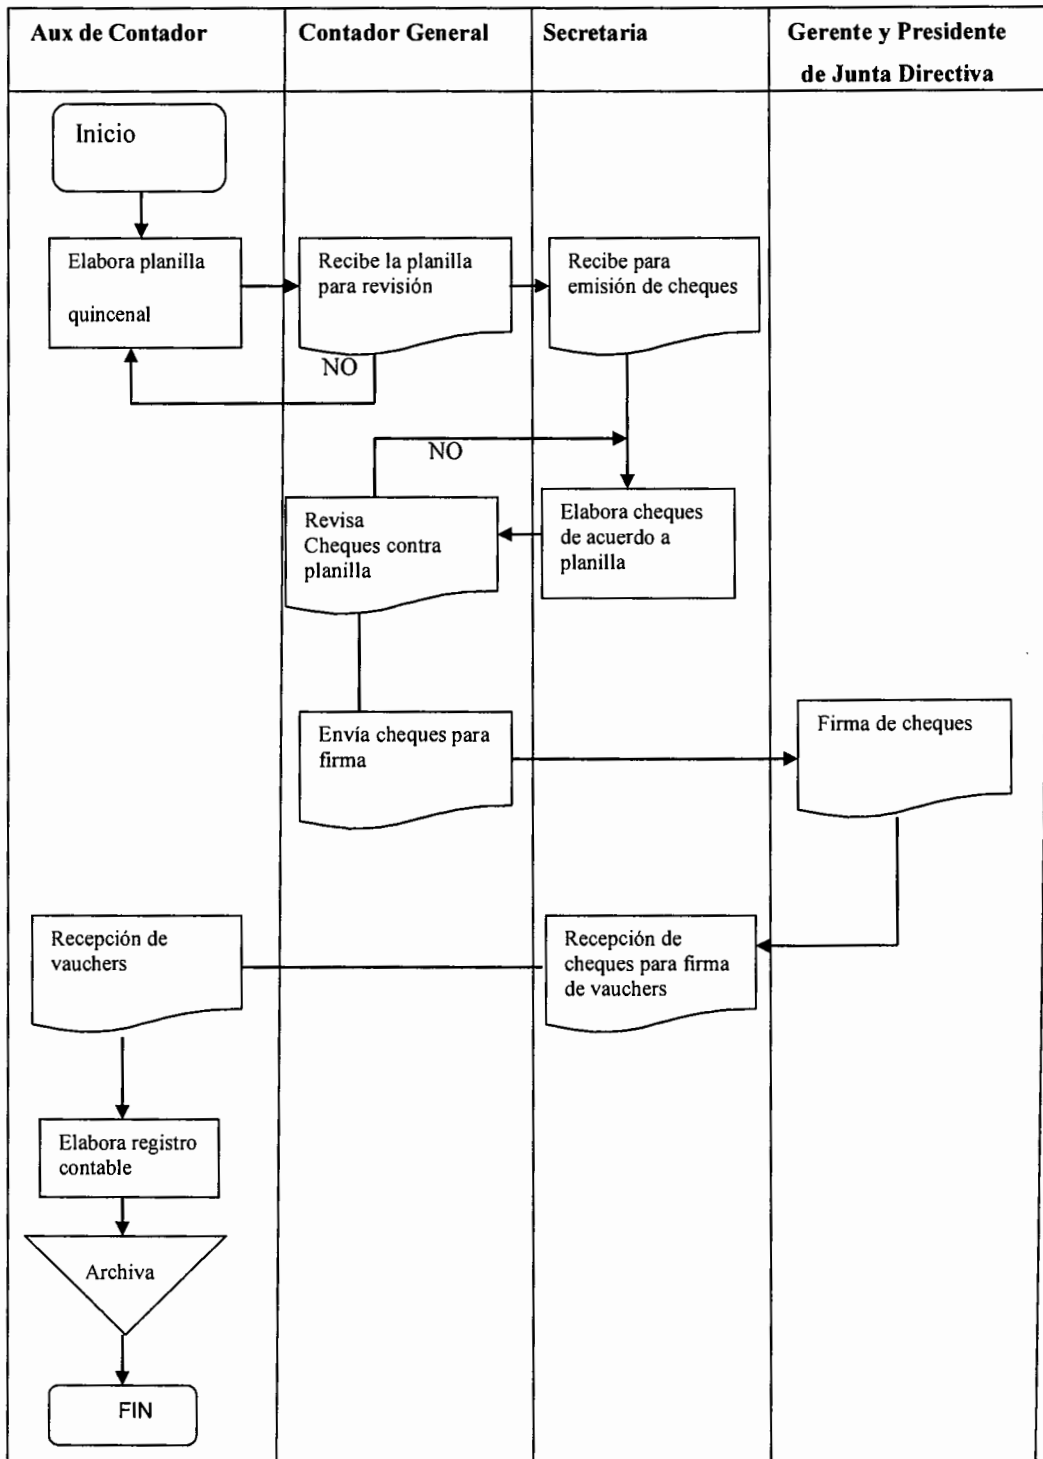 Aux de Contador
Contador General
Secretaria
Gerente y Presidente
de Junta Directiva
Inicio
Elabora planilla
quincenal
Recibe la planilla
para revisión
Recibe para
emisión de cheques
NO
NO
Revisa
Cheques contra
planilla
Elabora cheques
de acuerdo a
planilla
Envía cheques para
firma
Firma de cheques
Recepción de
vauchers
Recepción de
cheques para firma
de vauchers
Elabora registro
contable
Archiva
FIN